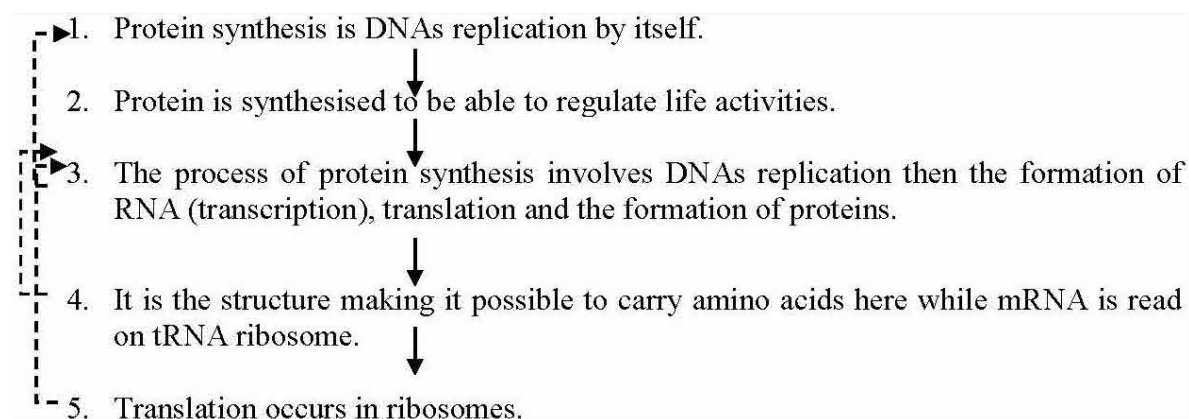 1. Protein synthesis is DNAs replication by itself.
2. Protein is synthesised to be able to regulate life activities.
3. The process of protein synthesis involves DNAs replication then the formation of
RNA (transcription), translation and the formation of proteins.
4. It is the structure making it possible to carry amino acids here while mRNA is read
on tRNA ribosome.
5. Translation occurs in ribosomes.